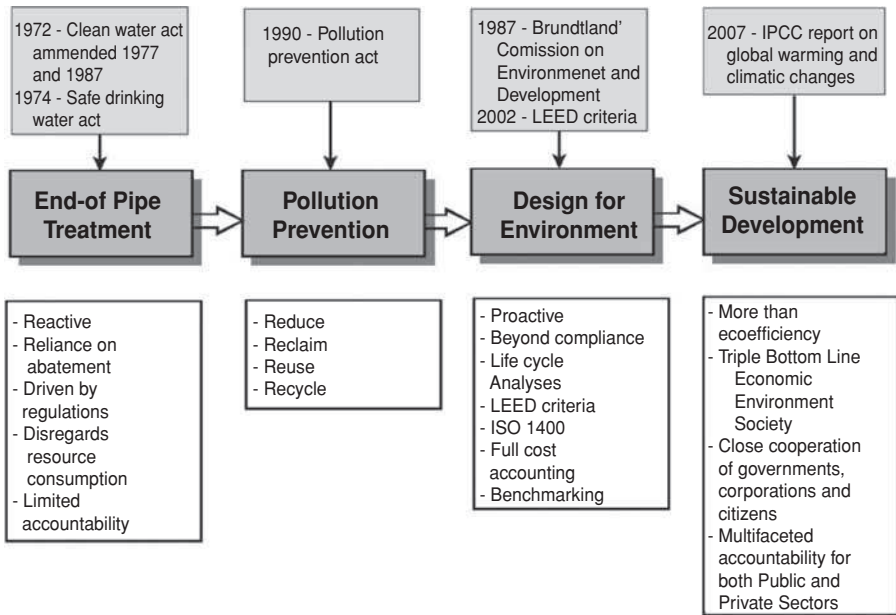 1972 - Clean water act
ammended 1977
and 1987
1974 - Safe drinking
water act
1990 - Pollution
prevention act
1987 - Brundtland’
Comission on
Environmenet and
Development
2002 - LEED criteria
2007 - IPCC report on
global warming and
climatic changes
End-of Pipe
Treatment
Pollution
Prevention
Design for
Environment
Sustainable
Development
- Reactive
- Reliance on
abatement
- Driven by
regulations
- Disregards
resource
consumption
- Limited
accountability
- Reduce
- Reclaim
- Reuse
- Recycle
- Proactive
- Beyond compliance
- Life cycle
Analyses
- LEED criteria
- ISO 1400
- Full cost
accounting
- Benchmarking
- More than
ecoefficiency
- Triple Bottom Line
Economic
Environment
Society
- Close cooperation
of governments,
corporations and
citizens
- Multifaceted
accountability for
both Public and
Private Sectors